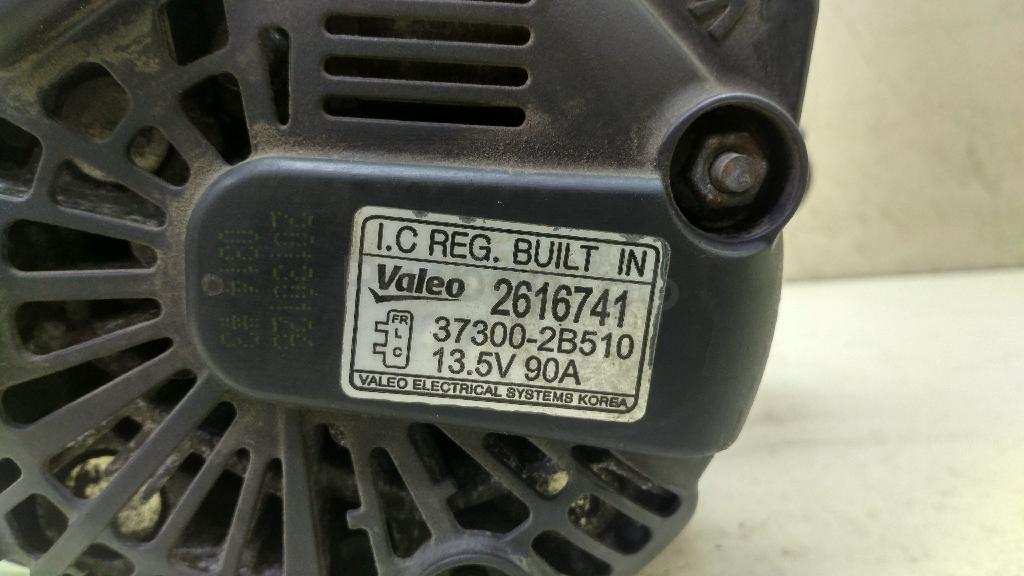 I.C REG. BUILT IN
Valeo 2616741
FR
L
C
37300-2B510
13.5V 90A
VALEO ELECTRICAL SYSTEMS KOREA